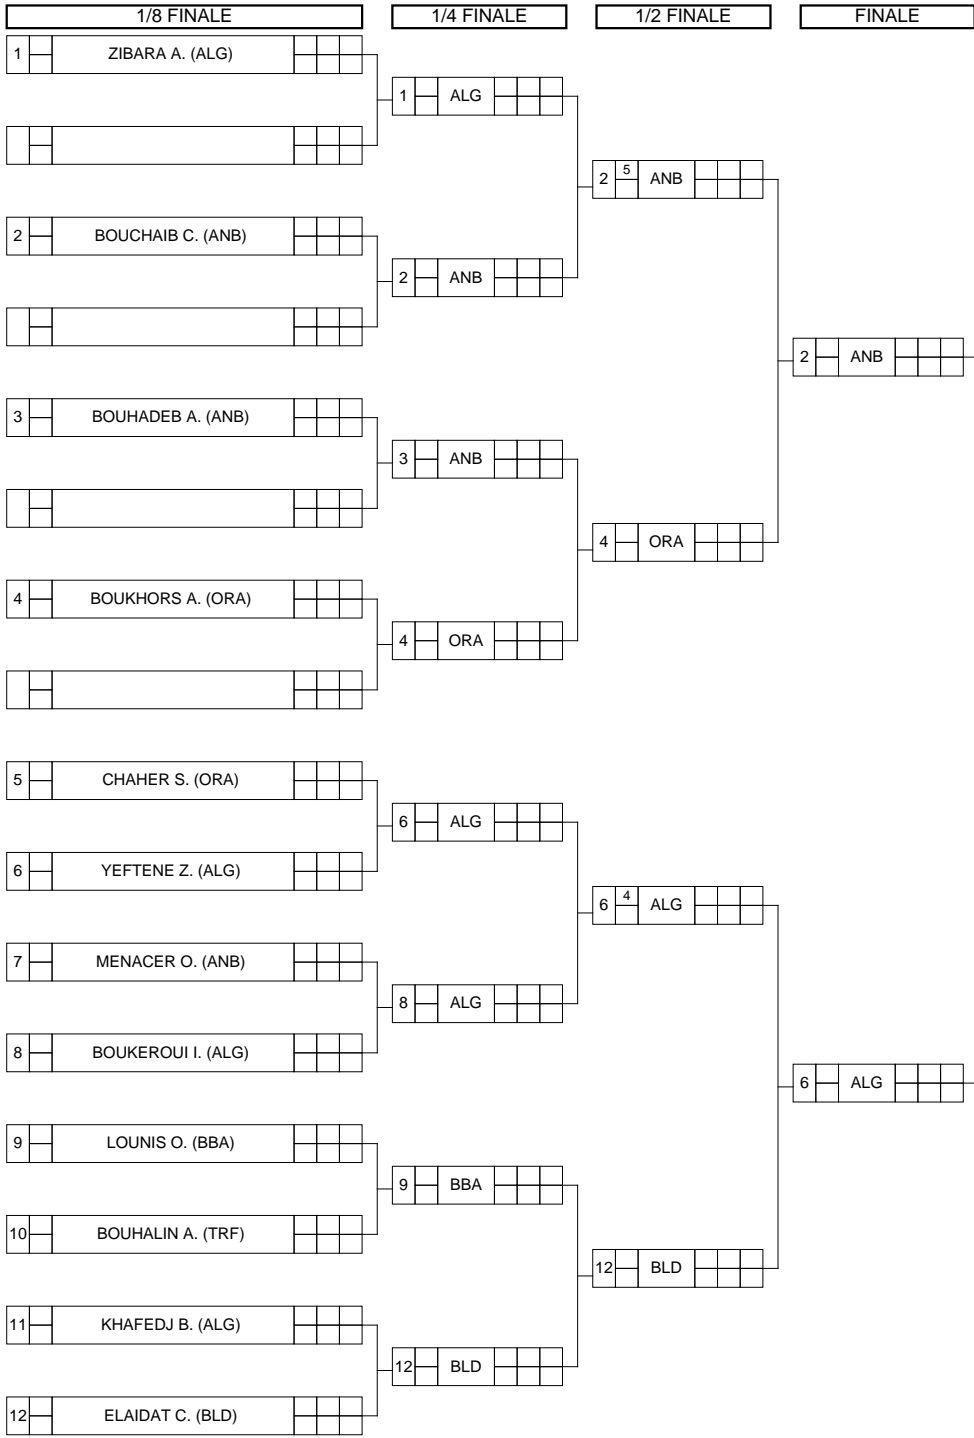 1/8 FINALE 1/4 FINALE 1/2 FINALE FINALE
1 ZIBARA A. (ALG)
1 ALG
2 5 ANB
2 BOUCHAIB C. (ANB)
2 ANB
2 ANB
3 BOUHADEB A. (ANB)
3 ANB
4 ORA
4 BOUKHORS A. (ORA)
4 ORA
5 CHAHER S. (ORA)
6 ALG
6 YEFTENE Z. (ALG)
6 4 ALG
7 MENACER O. (ANB)
8 ALG
8 BOUKEROUI I. (ALG)
6 ALG
9 LOUNIS O. (BBA)
9 BBA
10 BOUHALIN A. (TRF)
12 BLD
11 KHAFEDJ B. (ALG)
12 BLD
12 ELAIDAT C. (BLD)